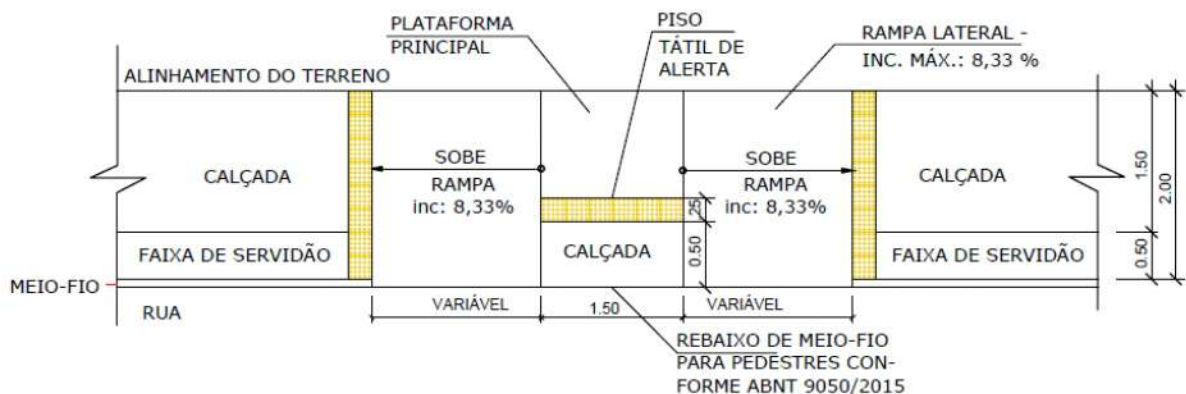 PLATAFORMA
PRINCIPAL
PISO
TÁTIL DE
ALERTA
RAMPA LATERAL -
INC. MÁX.: 8,33 %
ALINHAMENTO DO TERRENO
CALÇADA
SOBE
RAMPA
inc: 8,33%
SOBE
RAMPA
inc: 8,33%
CALÇADA
1.50
2.00
25
FAIXA DE SERVIDÃO
CALÇADA
0.50
FAIXA DE SERVIDÃO
0.50
MEIO-FIO
RUA
VARIÁVEL
1.50
VARIÁVEL
REBAIXO DE MEIO-FIO
PARA PEDESTRES CON-
FORME ABNT 9050/2015